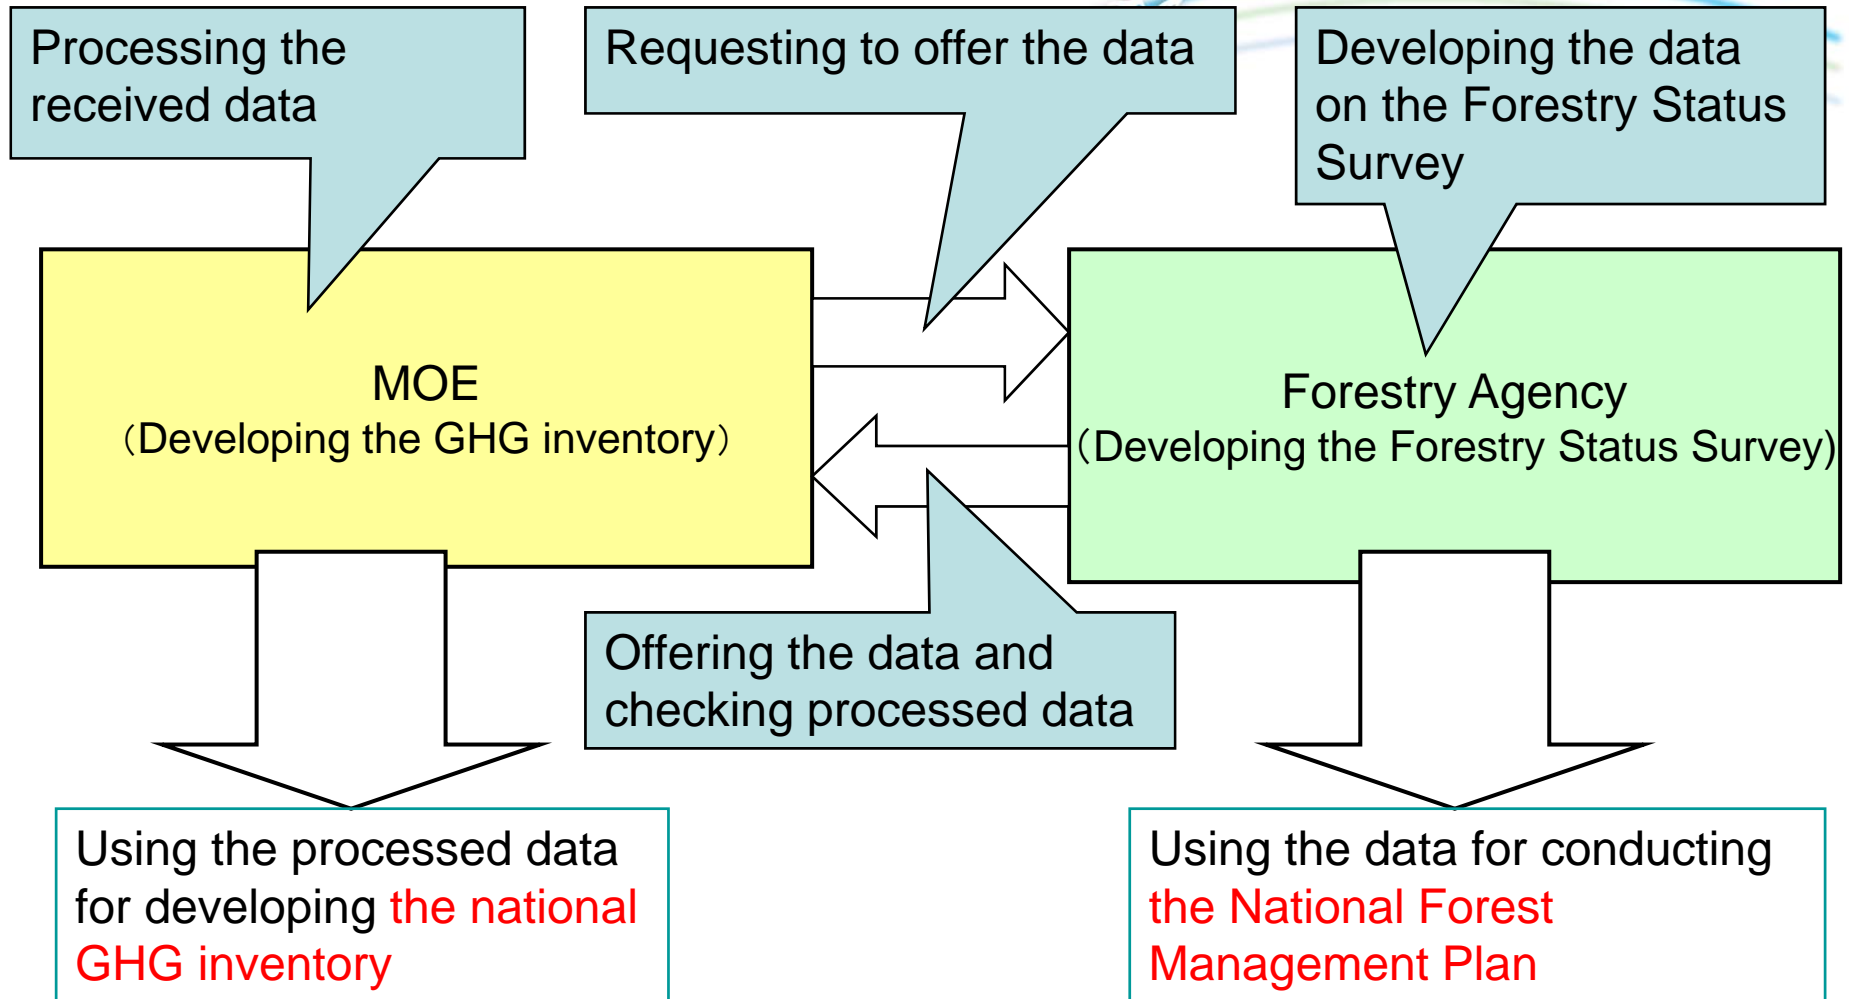 Processing the
received data
Requesting to offer the data
Developing the data
on the Forestry Status
Survey
MOE
（Developing the GHG inventory）
Forestry Agency
（Developing the Forestry Status Survey)
Offering the data and
checking processed data
Using the processed data
for developing the national
GHG inventory
Using the data for conducting
the National Forest
Management Plan